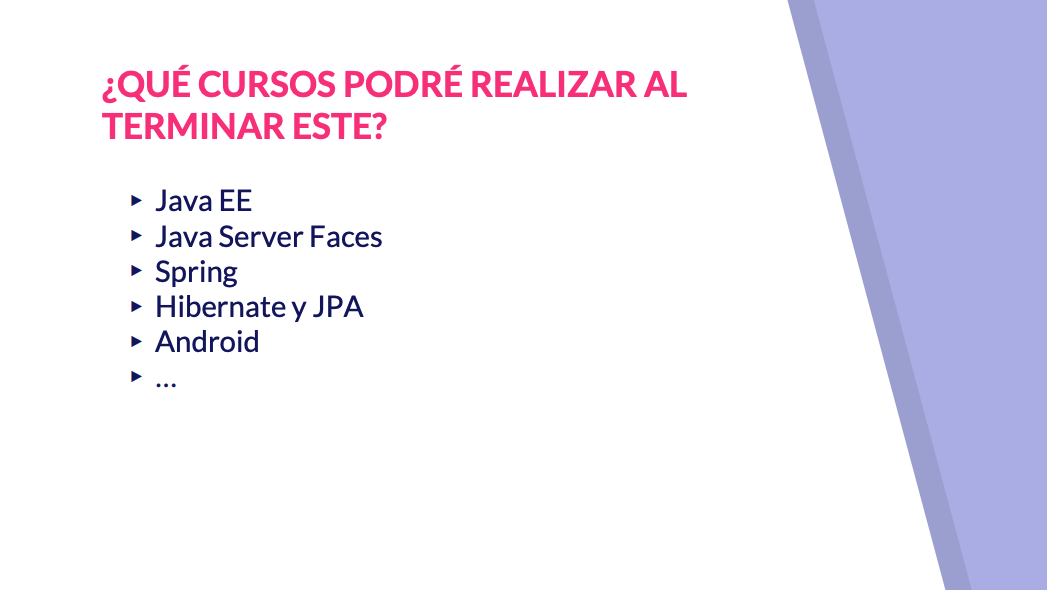 ¿QUÉ CURSOS PODRÉ REALIZAR AL
TERMINAR ESTE?
▸ Java EE
▸ Java Server Faces
▸ Spring
▸ Hibernate y JPA
▸ Android
▸ …